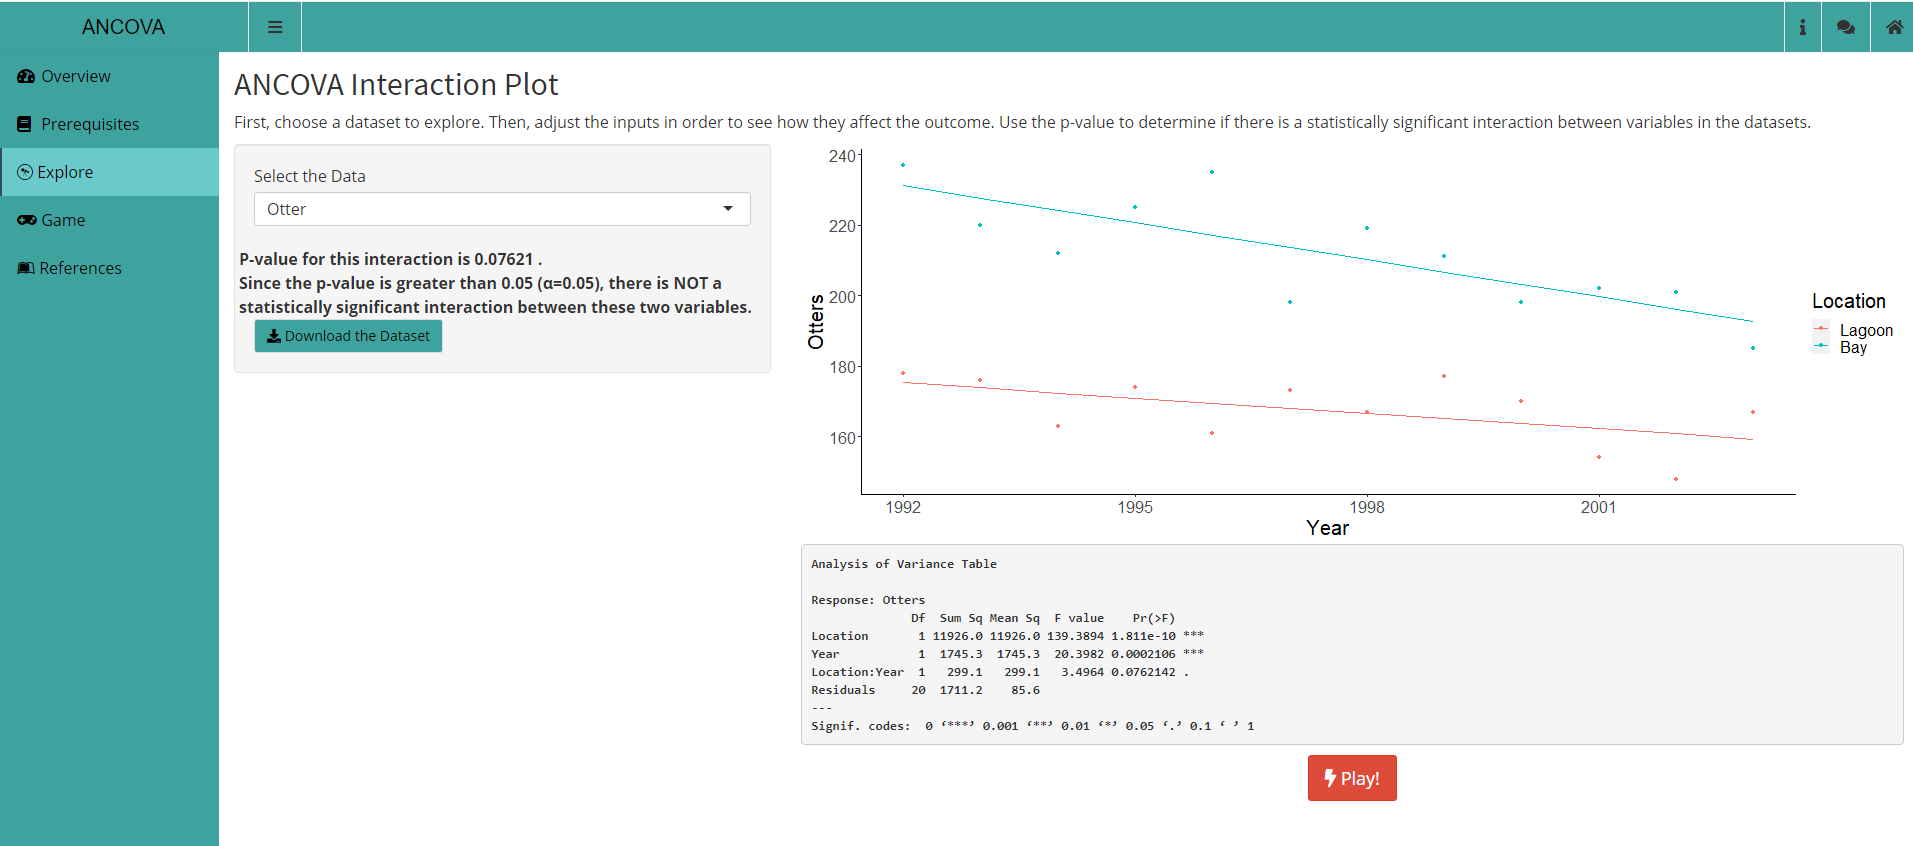 ANCOVA
Overview
Prerequisites
Explore
Game
References
ANCOVA Interaction Plot
First, choose a dataset to explore. Then, adjust the inputs in order to see how they affect the outcome. Use the p-value to determine if there is a statistically significant interaction between variables in the datasets.
Select the Data
Otter
P-value for this interaction is 0.07621 .
Since the p-value is greater than 0.05 (α=0.05), there is NOT a
statistically significant interaction between these two variables.
Download the Dataset
240
220
200
180
160
Otters
1992 1995 1998 2001
Year
Location
Lagoon
Bay
Analysis of Variance Table
Response: Otters
Df Sum Sq Mean Sq F value Pr(>F)
Location 1 11926.0 11926.0 139.3894 1.811e-10 ***
Year 1 1745.3 1745.3 20.3982 0.0002106 ***
Location:Year 1 299.1 299.1 3.4964 0.0762142 .
Residuals 20 1711.2 85.6
---
Signif. codes: 0 ‘***’ 0.001 ‘**’ 0.01 ‘*’ 0.05 ‘.’ 0.1 ‘ ’ 1
Play!